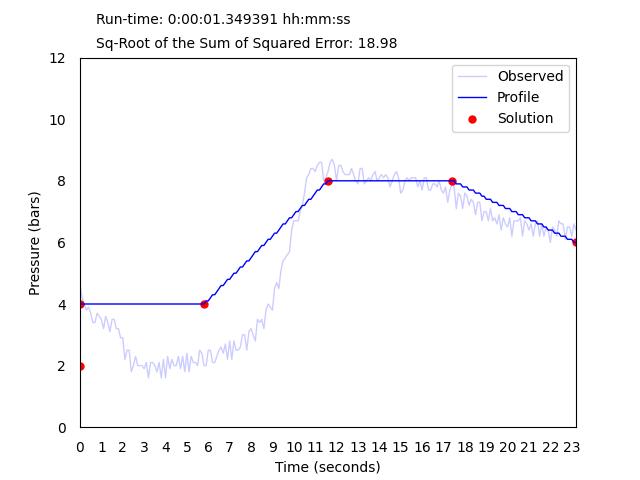 Run-time: 0:00:01.349391 hh:mm:ss
Sq-Root of the Sum of Squared Error: 18.98
12
10
8
6
4
2
0
Pressure (bars)
Observed
Profile
Solution
0 1 2 3 4 5 6 7 8 9 10 11 12 13 14 15 16 17 18 19 20 21 22 23
Time (seconds)